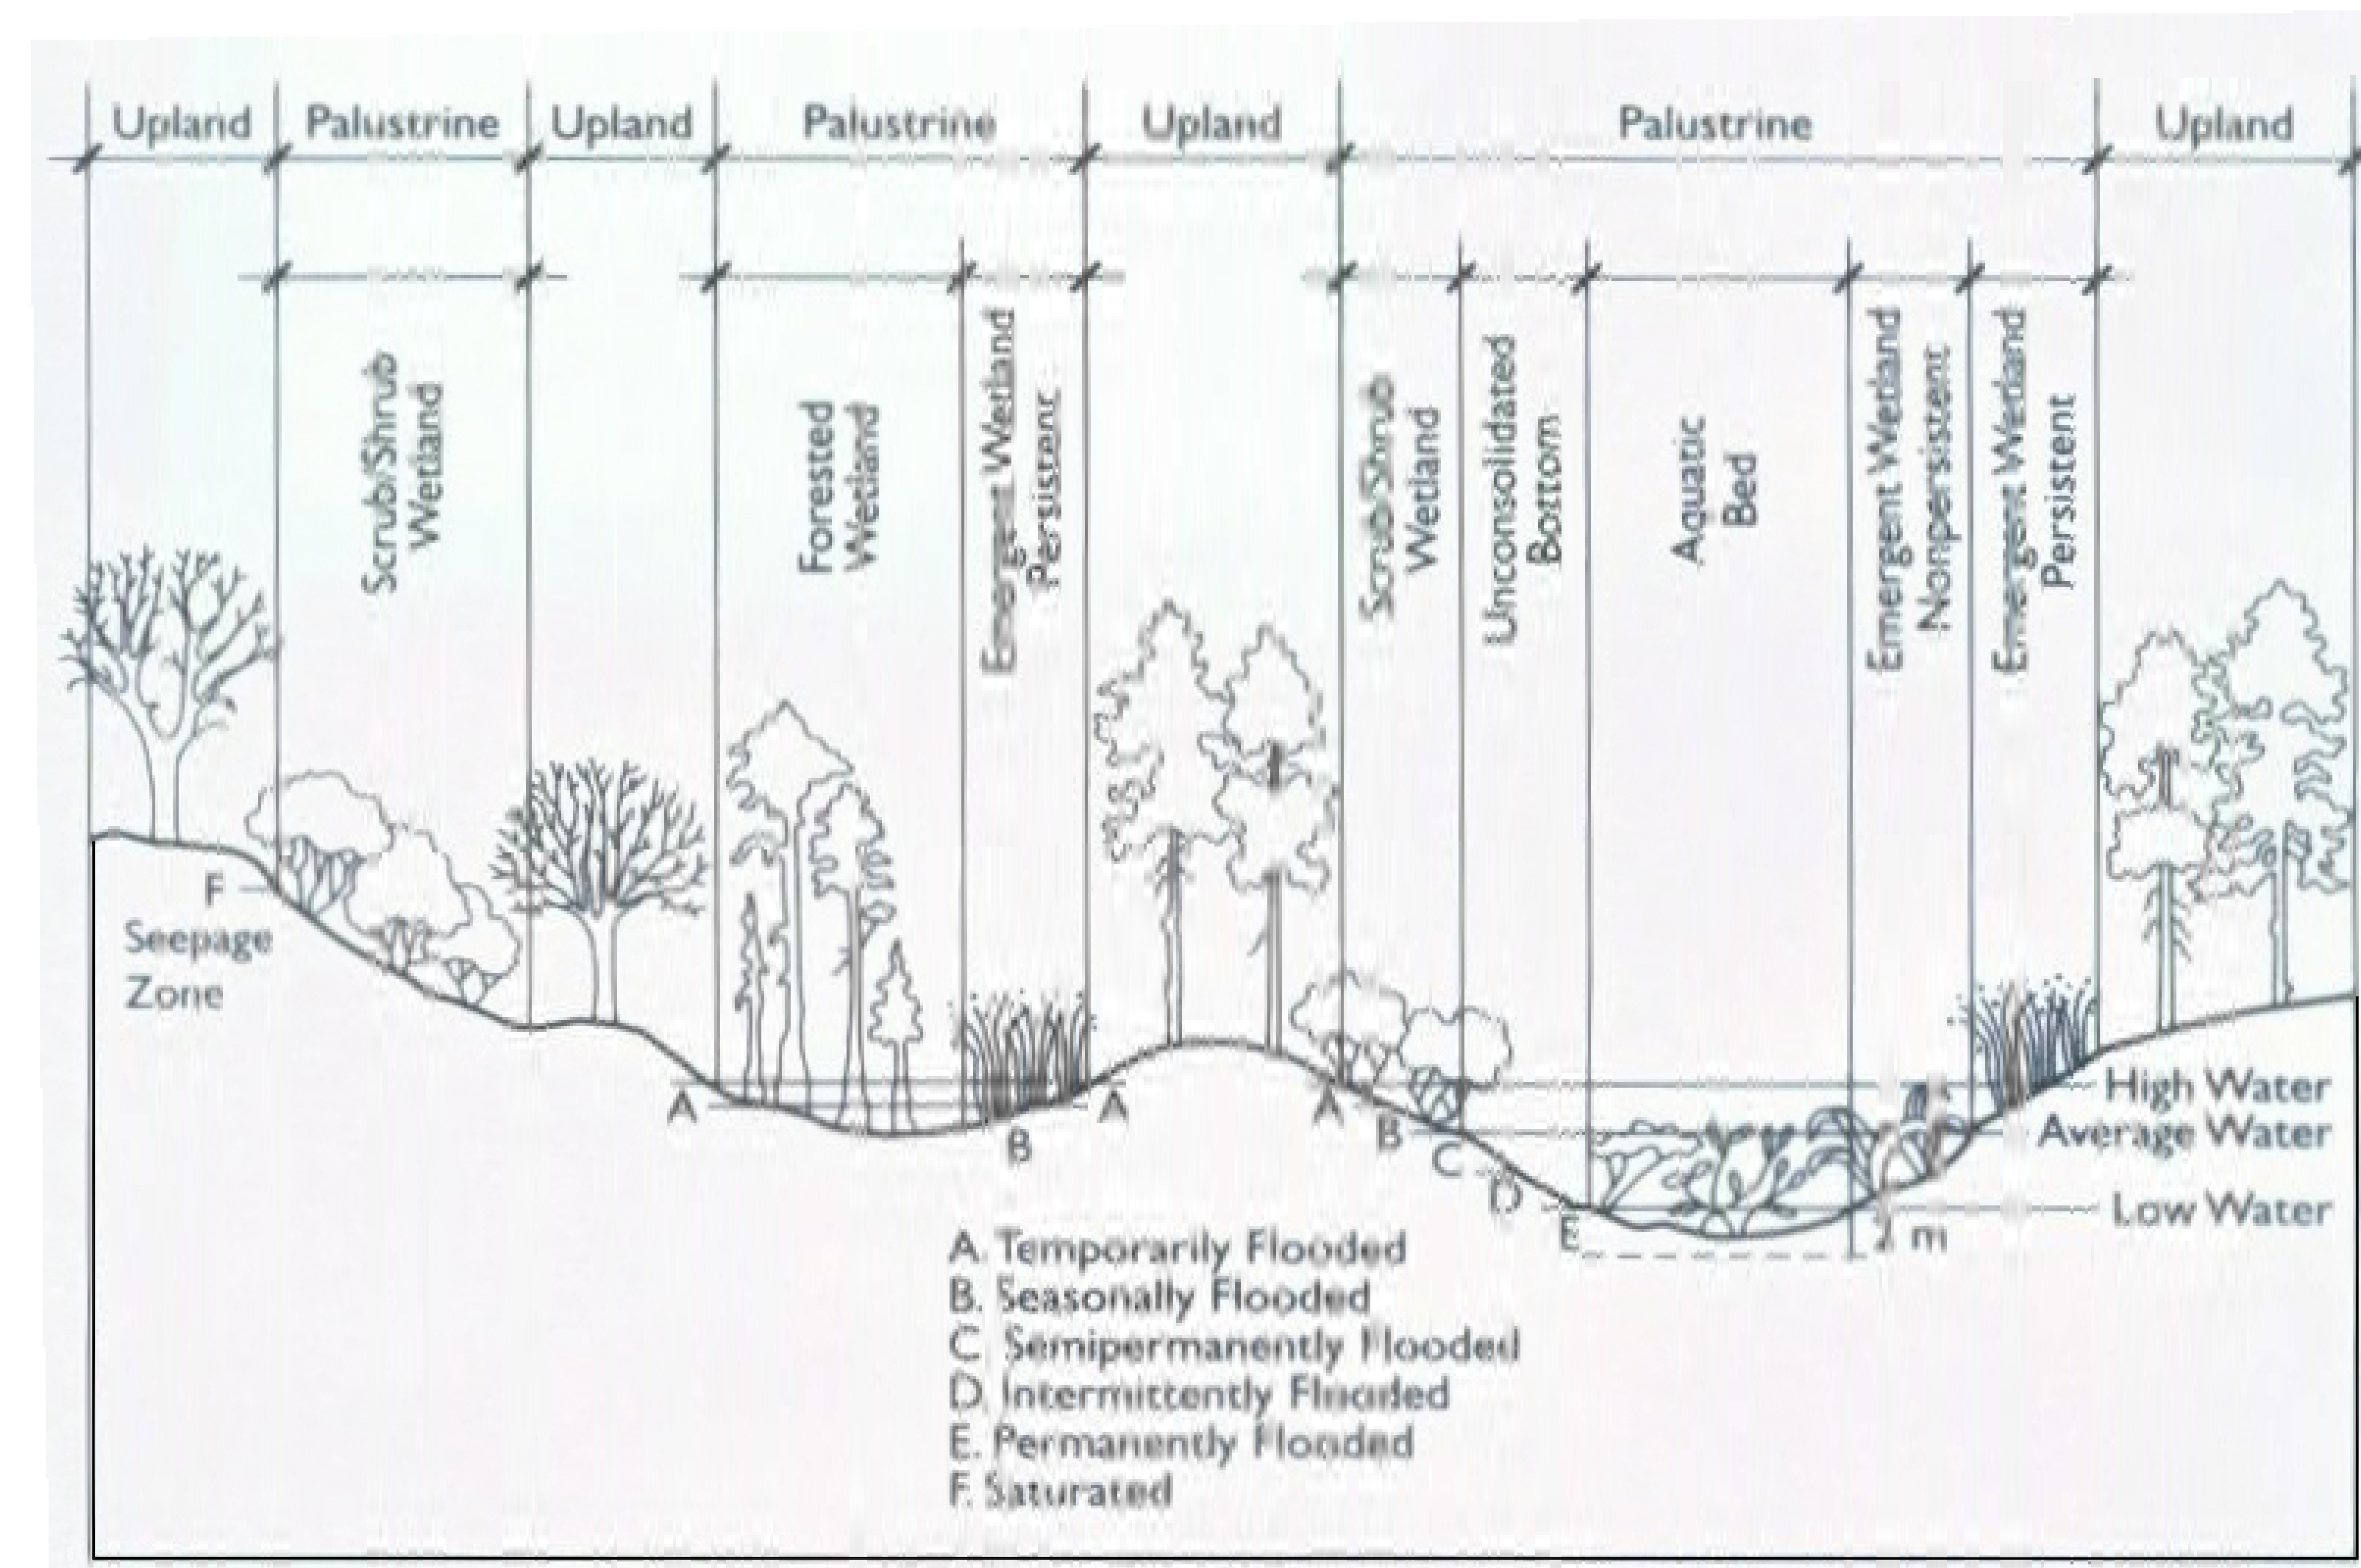 Upland Palustrine Upland Palustrine Upland Palustrine Upland
Scrub/Shrub
Wetland
Forested
Wetland
Emergent Wetland
Persistent
Scrub/Shrub
Wetland
Unconsolidated
Bottom
Aquatic
Bed
Emergent Wetland
Nonpersistent
Emergent Wetland
Persistent
F
Seepage
Zone
A
B
A
A
B
C
D
E
2 m
High Water
Average Water
Low Water
A. Temporarily Flooded
B. Seasonally Flooded
C Semipermanently Flooded
D. Intermittently Flooded
E. Permanently Flooded
F. Saturated